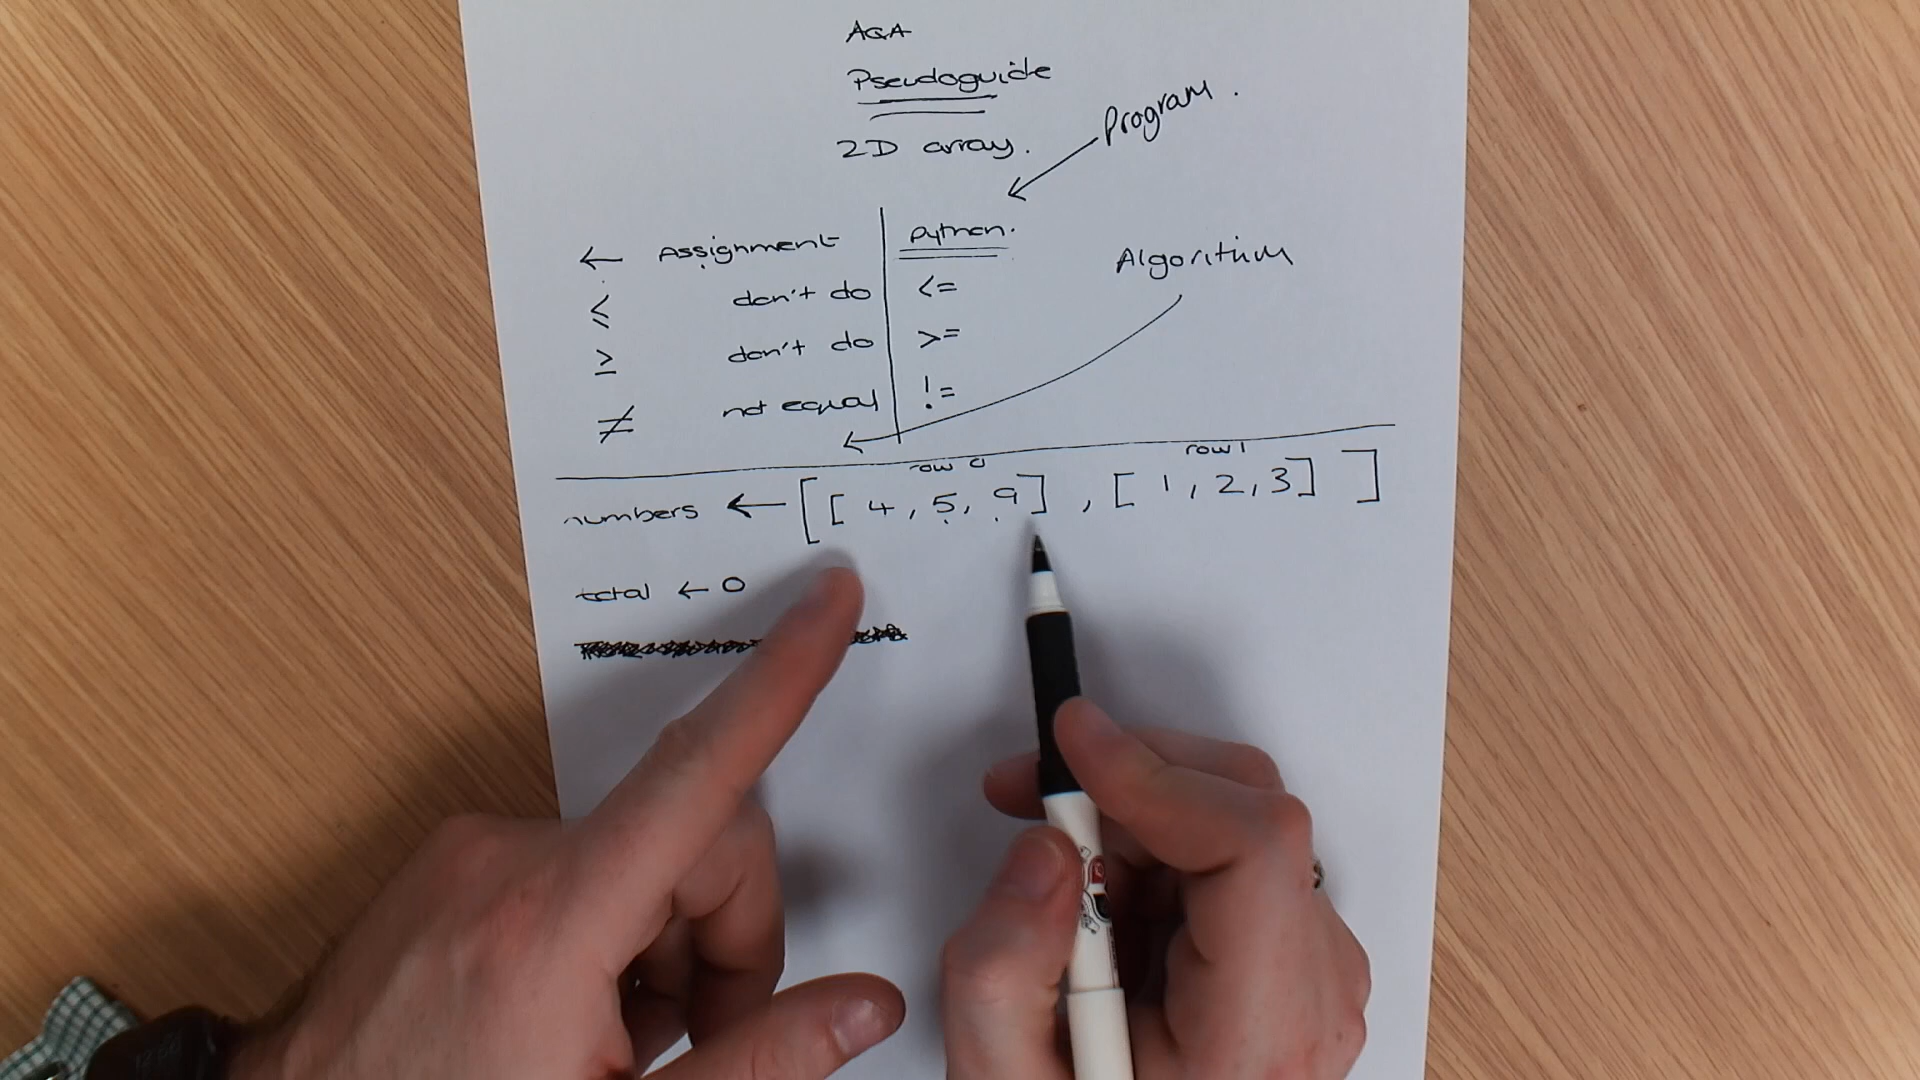 AQA
Pseudoguide
2D array.
Program.
← Assignment
python.
≤ don't do <=
≥ don't do >=
≠ not equal !=
Algorithim
row 0 row 1
numbers ← [[ 4, 5, 9] , [ 1, 2, 3] ]
total ← 0